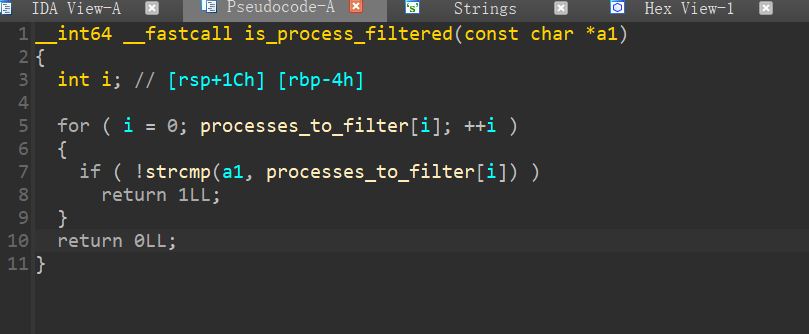 IDA View-A Pseudocode-A Strings Hex View-1
1 __int64 __fastcall is_process_filtered(const char *a1)
2 {
3   int i; // [rsp+1Ch] [rbp-4h]
4
5   for ( i = 0; processes_to_filter[i]; ++i )
6   {
7     if ( !strcmp(a1, processes_to_filter[i]) )
8       return 1LL;
9   }
10   return 0LL;
11 }